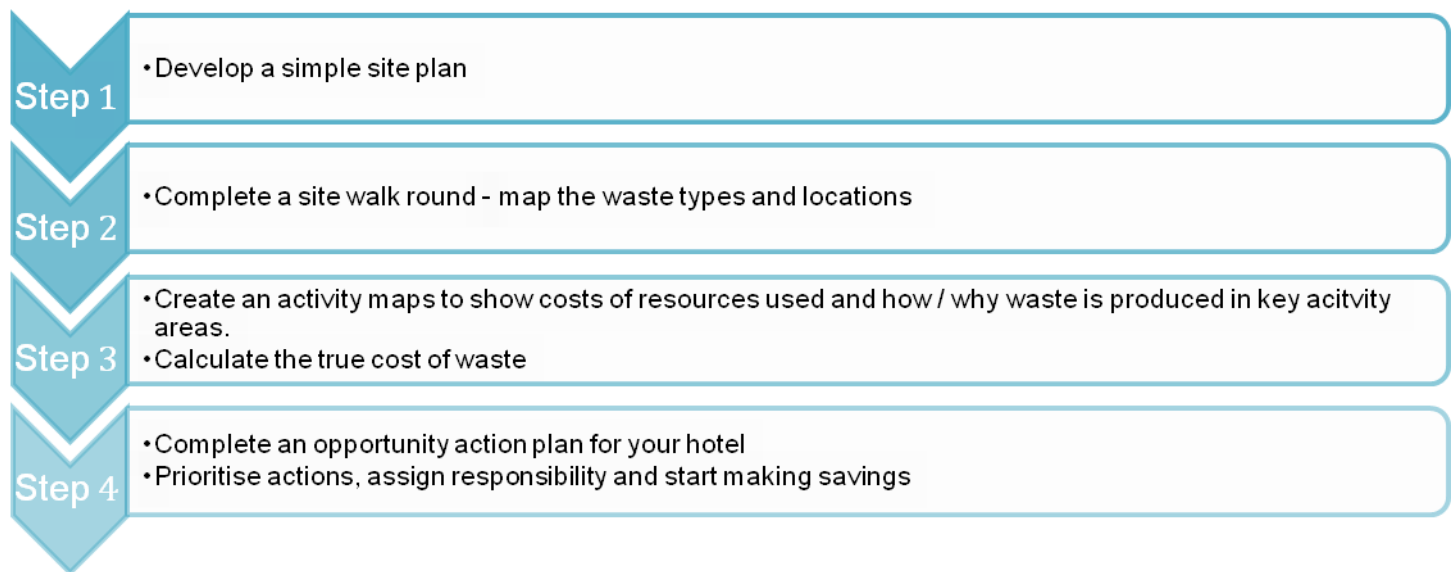 Step 1
•Develop a simple site plan
Step 2
•Complete a site walk round - map the waste types and locations
Step 3
•Create an activity maps to show costs of resources used and how / why waste is produced in key acitvity
areas.
•Calculate the true cost of waste
Step 4
•Complete an opportunity action plan for your hotel
•Prioritise actions, assign responsibility and start making savings